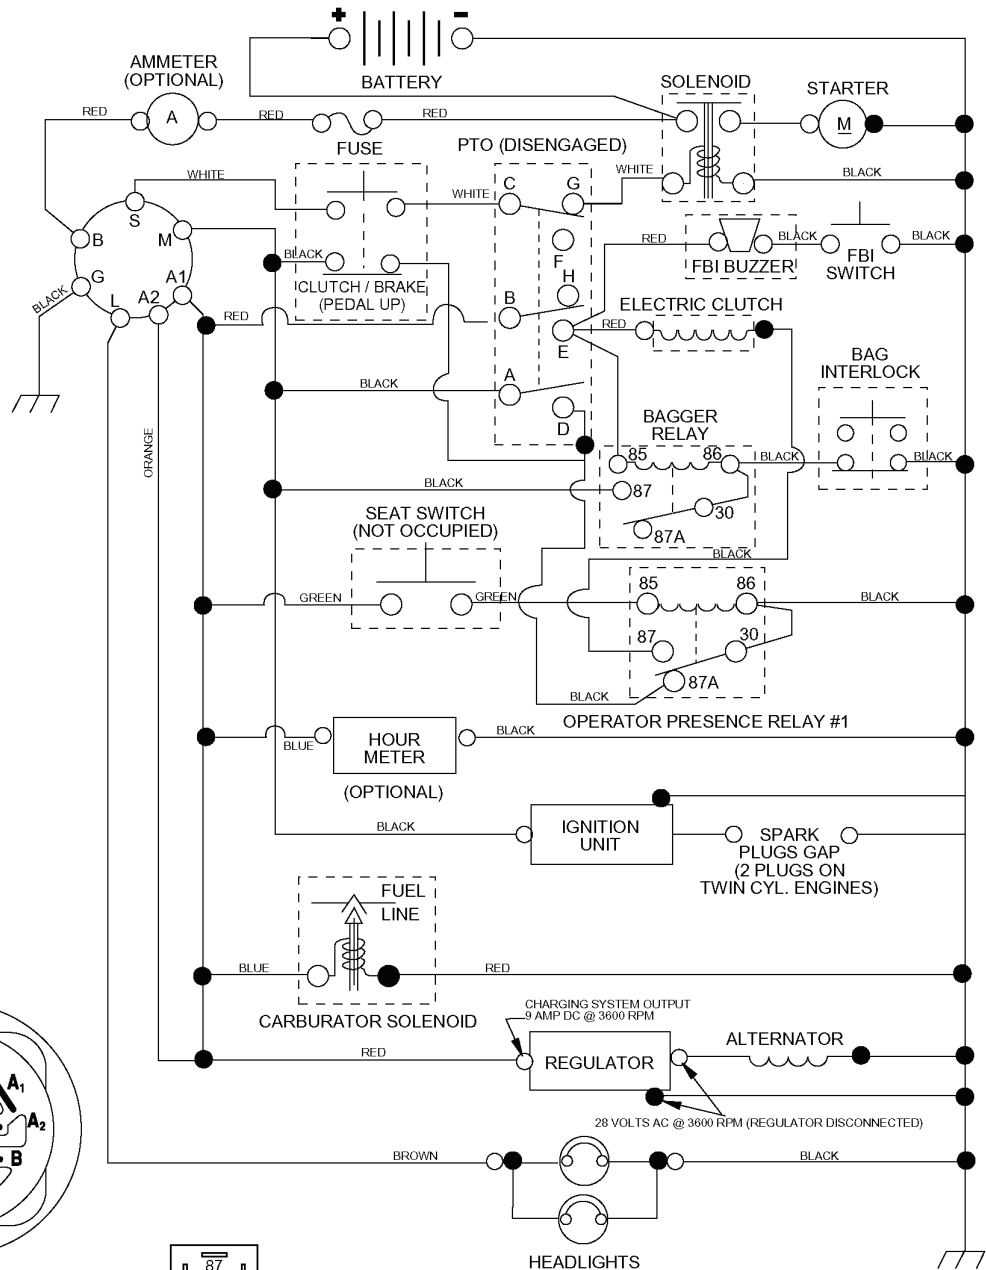 + -
BATTERY
AMMETER
(OPTIONAL)
RED
A
RED
FUSE
RED
SOLENOID
STARTER
M
PTO (DISENGAGED)
WHITE
WHITE
C
G
WHITE
BLACK
S
B
M
G
A1
A2
L
BLACK
BLACK
CLUTCH / BRAKE
(PEDAL UP)
F
H
B
E
RED
BLACK
BLACK
FBI BUZZER
FBI
SWITCH
RED
RED
ELECTRIC CLUTCH
BAG
INTERLOCK
BLACK
A
D
BAGGER
RELAY
ORANGE
85
86
BLACK
BLACK
BLACK
87
30
87A
SEAT SWITCH
(NOT OCCUPIED)
BLACK
GREEN
GREEN
85
86
BLACK
87
30
87A
BLACK
OPERATOR PRESENCE RELAY #1
BLUE
HOUR
METER
BLACK
(OPTIONAL)
BLACK
IGNITION
UNIT
SPARK
PLUGS GAP
(2 PLUGS ON
TWIN CYL. ENGINES)
FUEL
LINE
BLUE
RED
CARBURATOR SOLENOID
CHARGING SYSTEM OUTPUT
9 AMP DC @ 3600 RPM
RED
REGULATOR
ALTERNATOR
28 VOLTS AC @ 3600 RPM (REGULATOR DISCONNECTED)
A1
A2
B
BROWN
BLACK
HEADLIGHTS
87